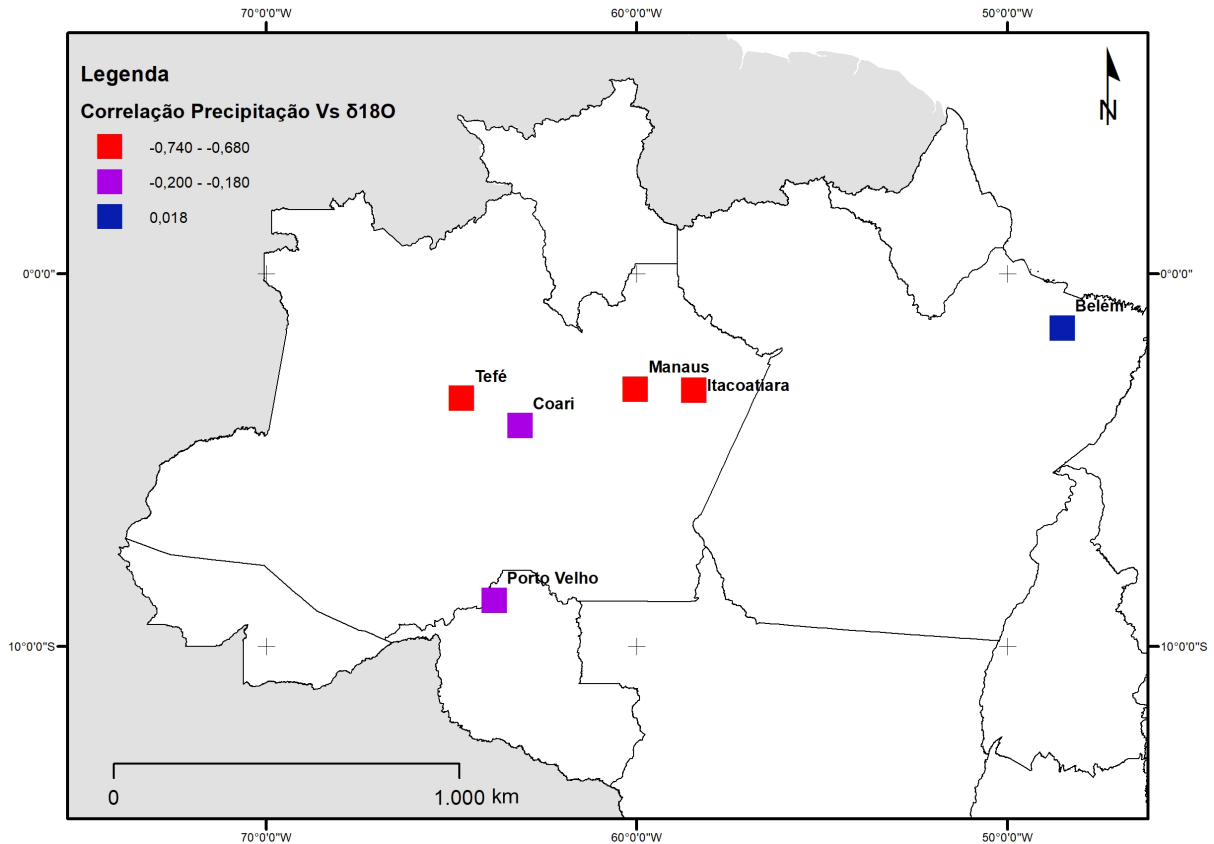 70°0'0"W 60°0'0"W 50°0'0"W
Legenda
Correlação Precipitação Vs δ18O
-0,740 - -0,680
-0,200 - -0,180
0,018
N
0°0'0" 0°0'0"
Belém
Manaus
Tefé
Itacoatiara
Coari
Porto Velho
10°0'0"S 10°0'0"S
0 1.000 km
70°0'0"W 60°0'0"W 50°0'0"W